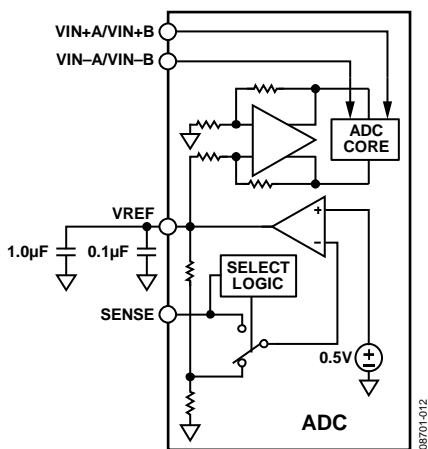 VIN+A/VIN+B
VIN–A/VIN–B
ADC
CORE
VREF
1.0µF
0.1µF
+
–
SELECT
LOGIC
SENSE
0.5V
+
–
ADC
08701-012